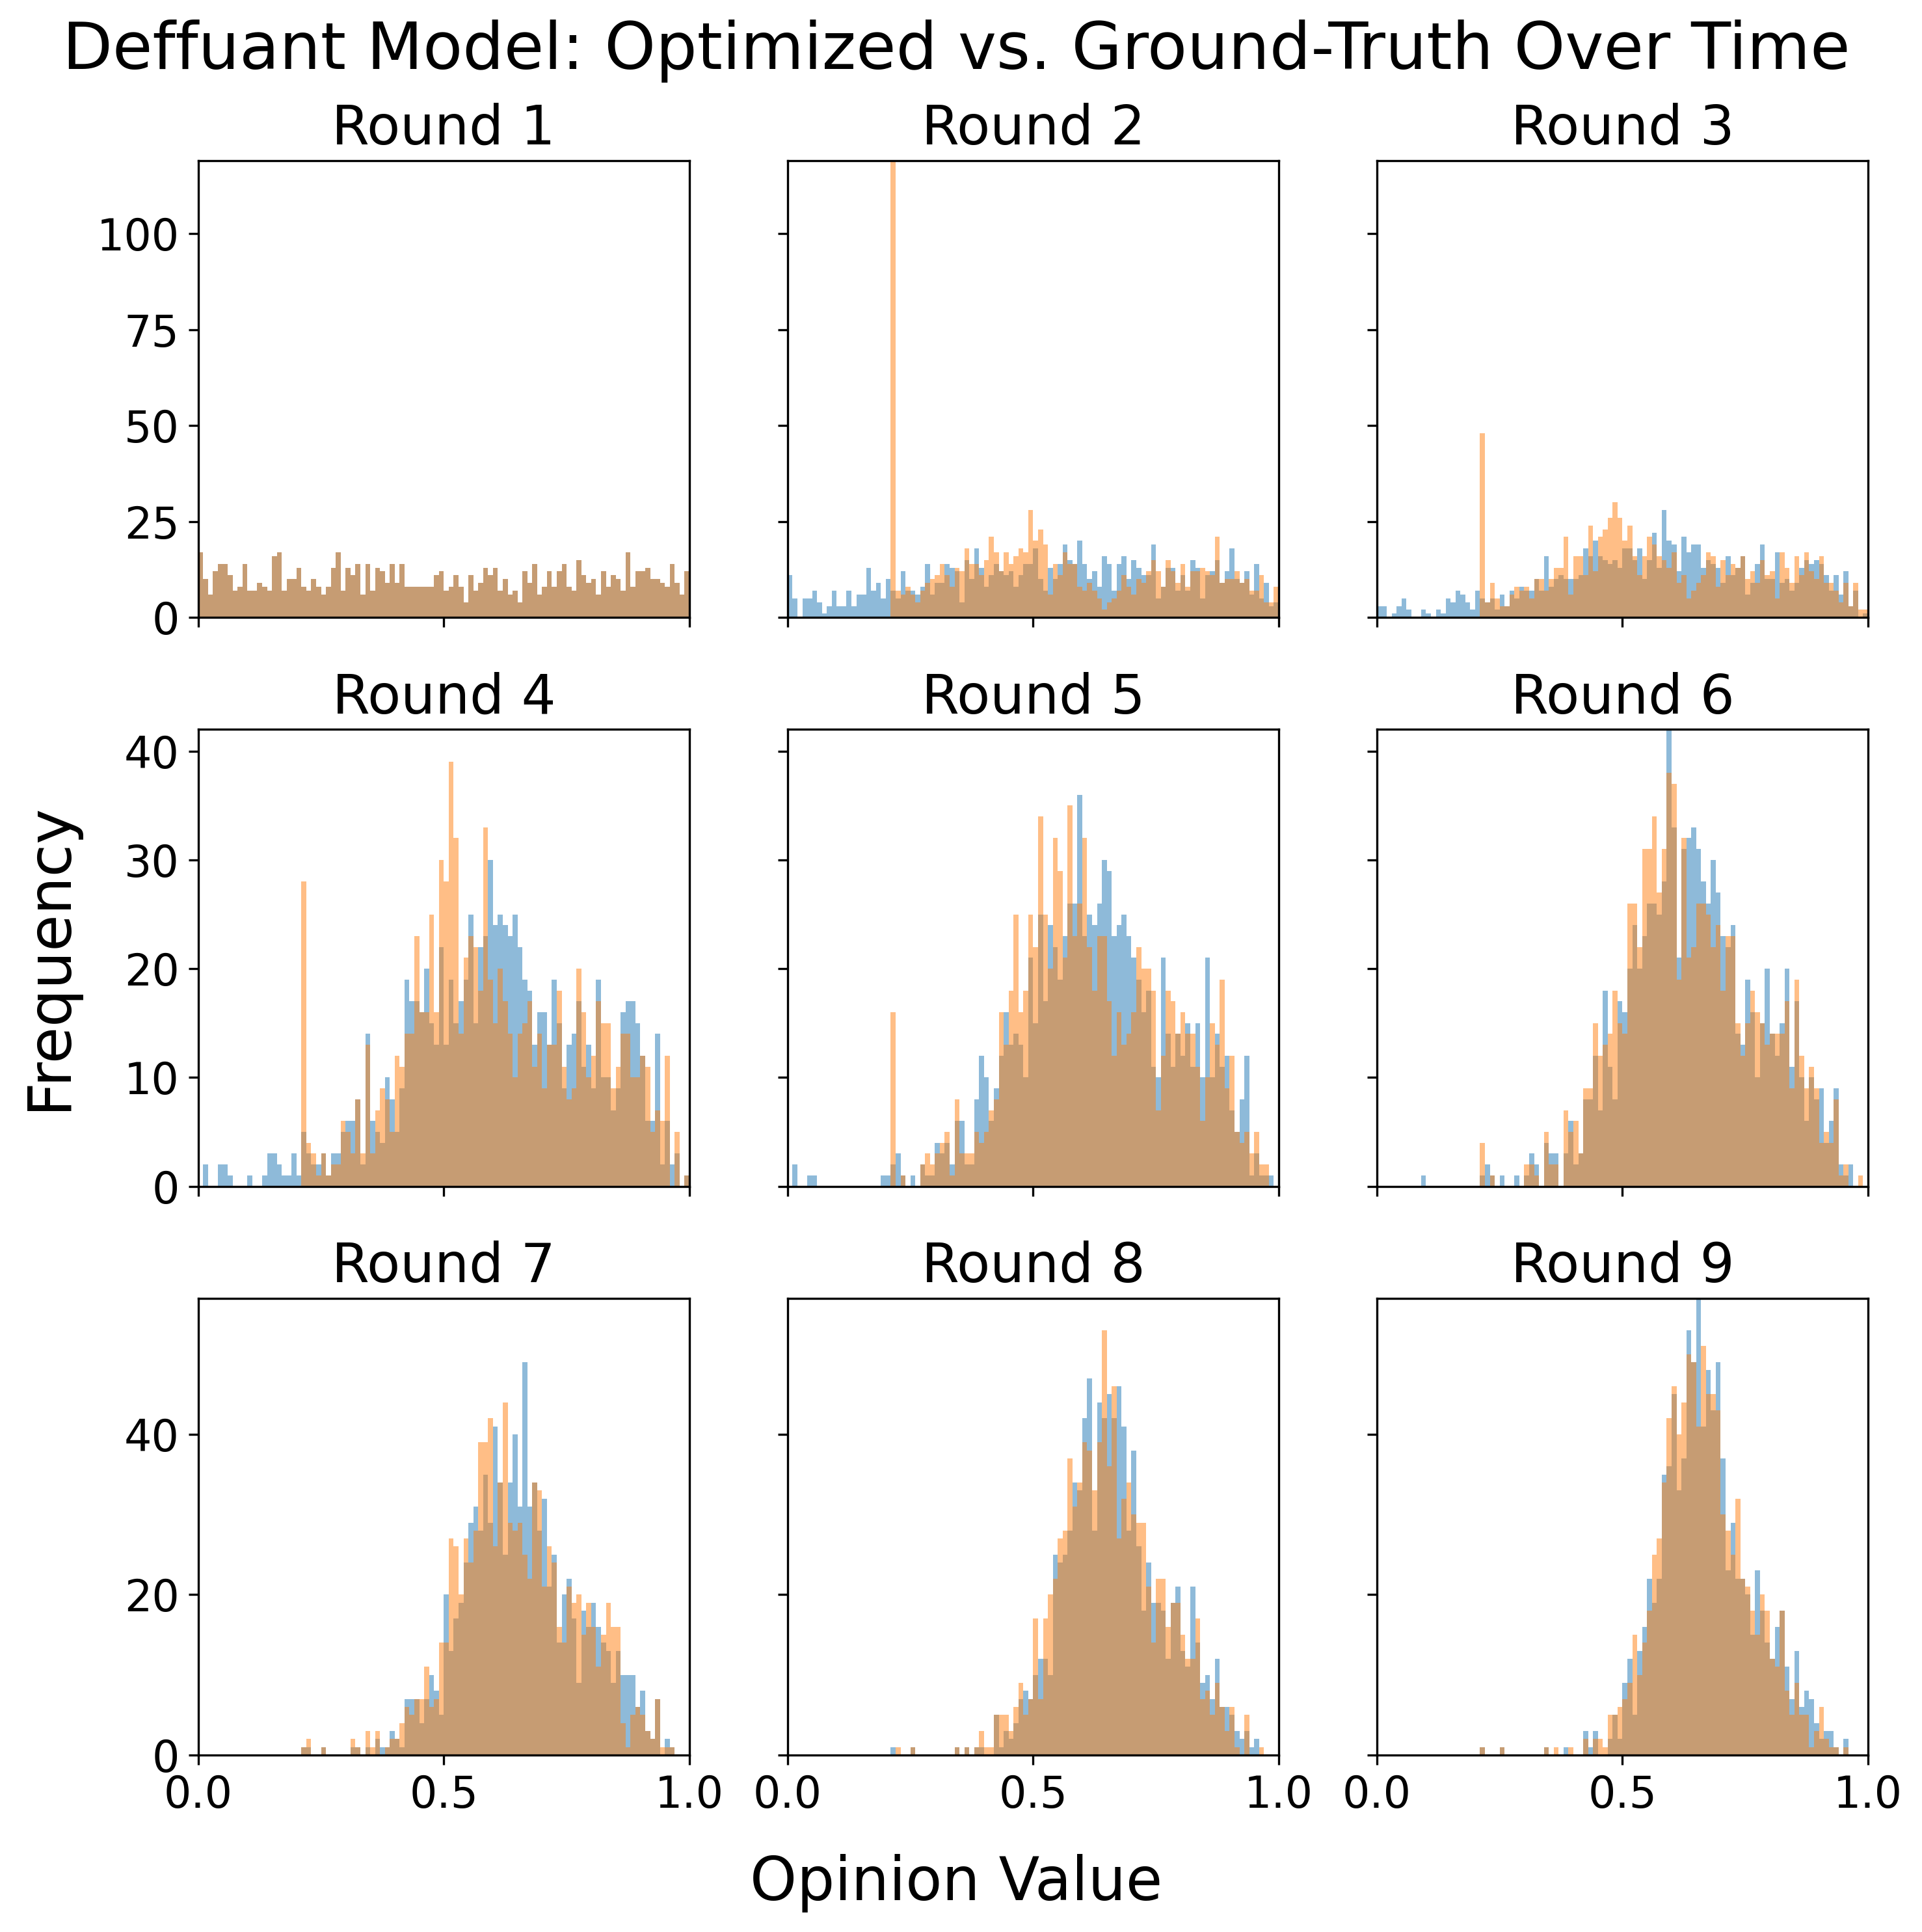 Deffuant Model: Optimized vs. Ground-Truth Over Time
Round 1
Round 2
Round 3
100
75
50
25
0
Round 4
Round 5
Round 6
40
30
20
10
0
Frequency
Round 7
Round 8
Round 9
40
20
0
0.0 0.5 1.0 0.0 0.5 1.0 0.0 0.5 1.0
Opinion Value